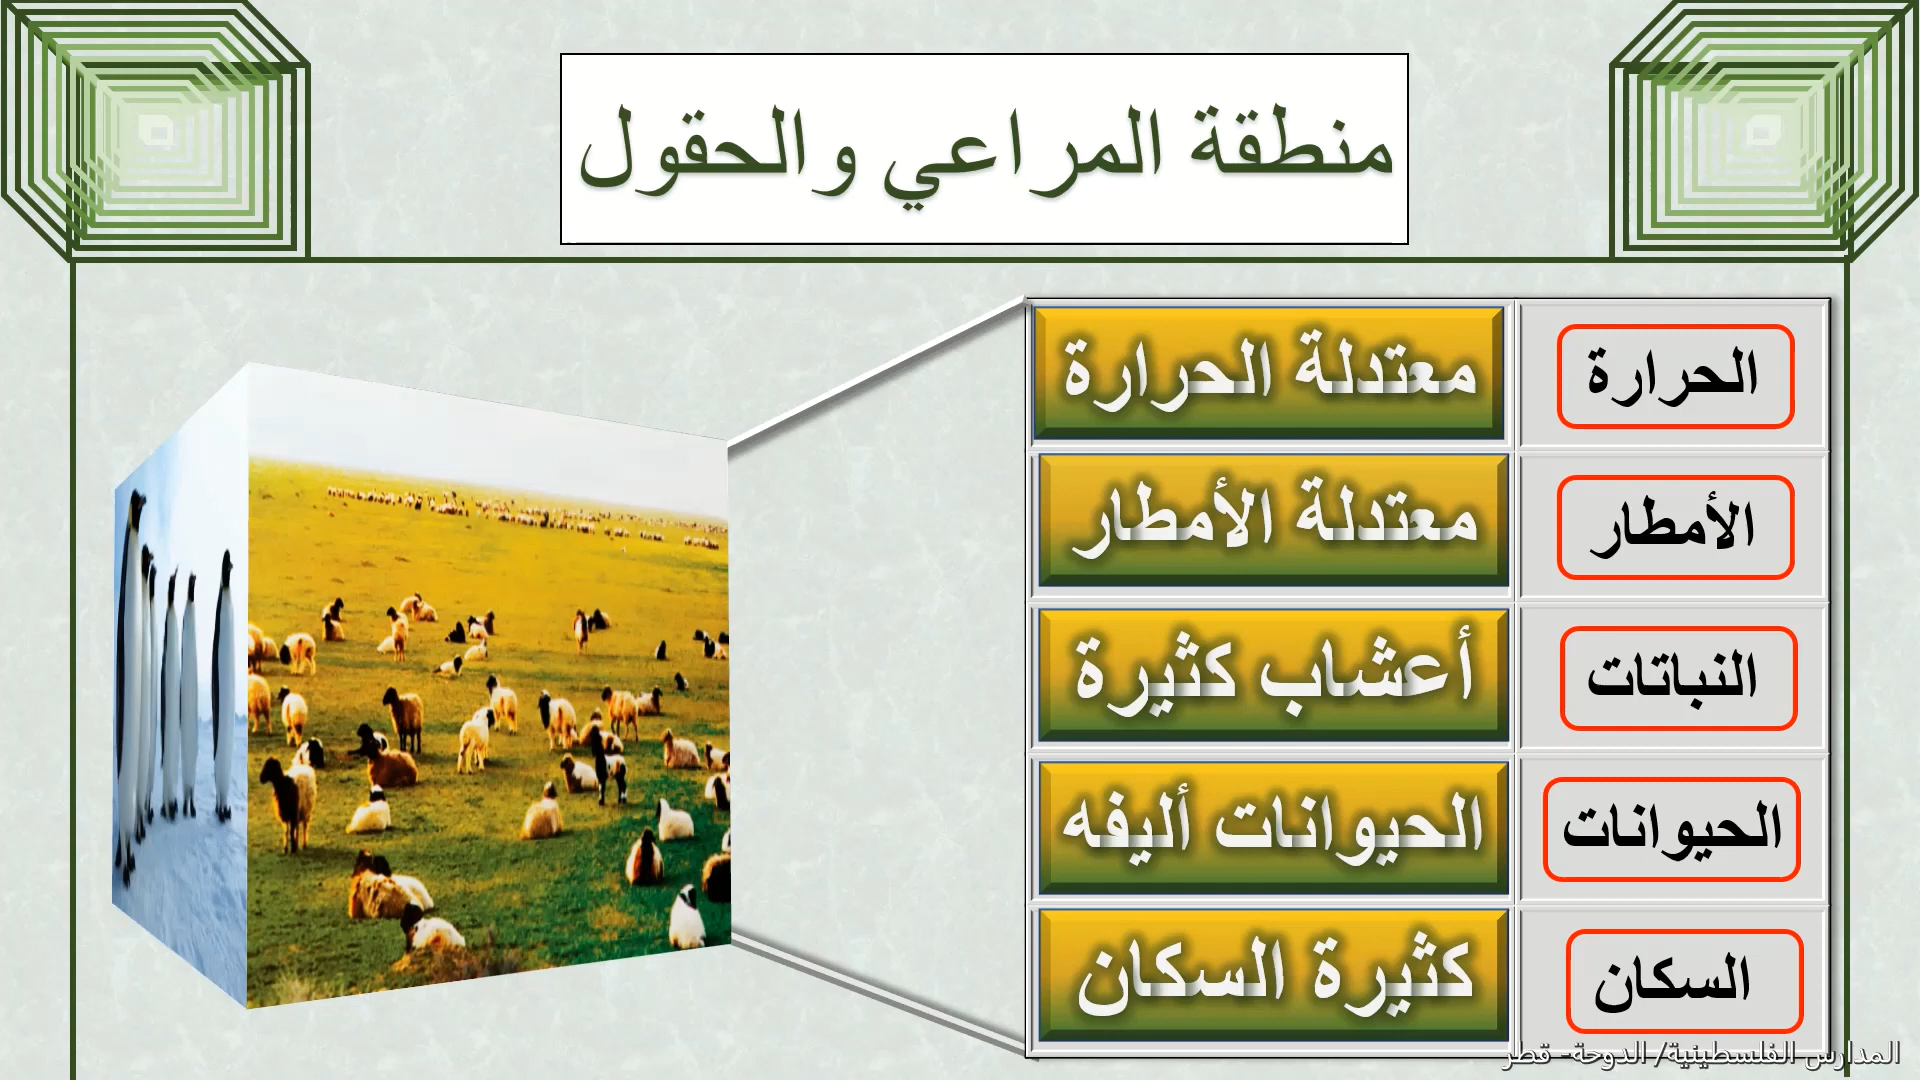 منطقة المراعي والحقول
الحرارة
معتدلة الحرارة
الأمطار
معتدلة الأمطار
النباتات
أعشاب كثيرة
الحيوانات
الحيوانات أليفه
السكان
كثيرة السكان
المدارس الفلسطينية/ الدوحة- قطر